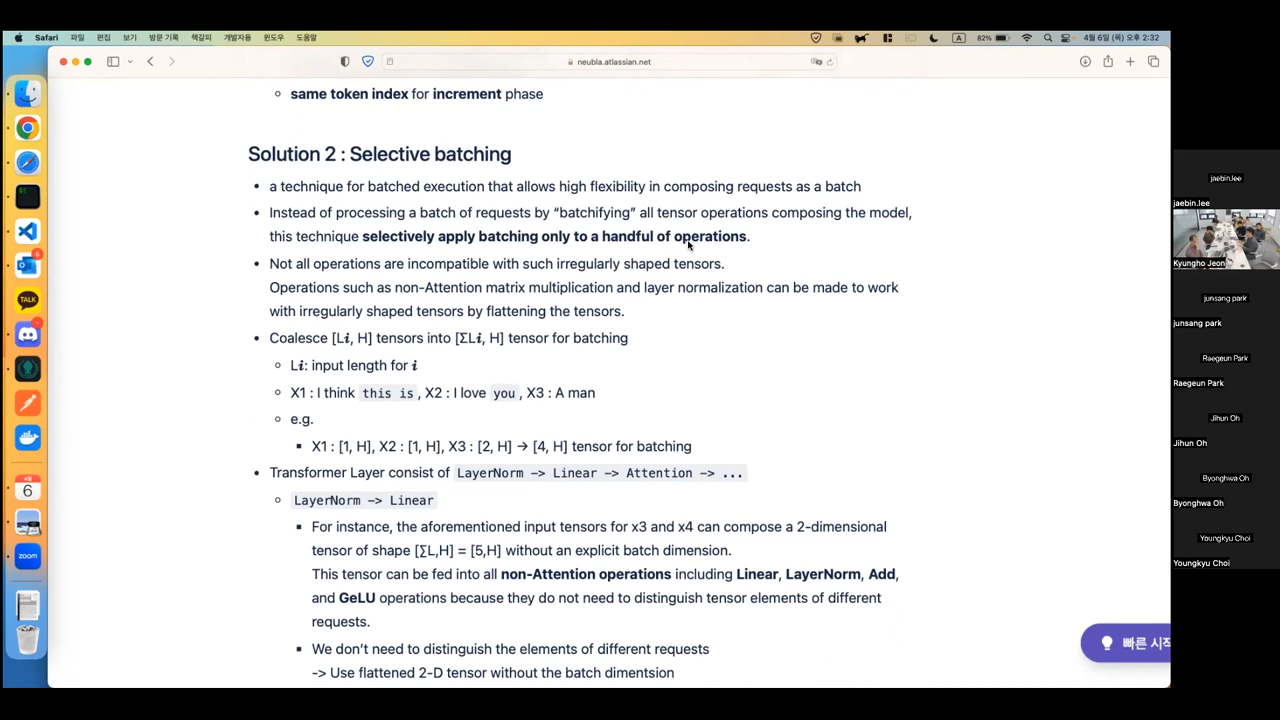 Safari 파일 편집 보기 방문 기록 책갈피 개발자용 윈도우 도움말 A 82% 4월 6일 (목) 오후 2:32
neubla.atlassian.net
same token index for increment phase
Solution 2 : Selective batching
a technique for batched execution that allows high flexibility in composing requests as a batch
Instead of processing a batch of requests by “batchifying” all tensor operations composing the model,
this technique selectively apply batching only to a handful of operations.
Not all operations are incompatible with such irregularly shaped tensors.
Operations such as non-Attention matrix multiplication and layer normalization can be made to work
with irregularly shaped tensors by flattening the tensors.
Coalesce [Li, H] tensors into [ΣLi, H] tensor for batching
Li: input length for i
X1 : I think this is , X2 : I love you , X3 : A man
e.g.
X1 : [1, H], X2 : [1, H], X3 : [2, H] → [4, H] tensor for batching
Transformer Layer consist of LayerNorm -> Linear -> Attention -> ...
LayerNorm -> Linear
For instance, the aforementioned input tensors for x3 and x4 can compose a 2-dimensional
tensor of shape [∑L,H] = [5,H] without an explicit batch dimension.
This tensor can be fed into all non-Attention operations including Linear, LayerNorm, Add,
and GeLU operations because they do not need to distinguish tensor elements of different
requests.
We don’t need to distinguish the elements of different requests
-> Use flattened 2-D tensor without the batch dimentsion
빠른 시작
TALK
4월
6
zoom
jaebin.lee
jaebin.lee
Kyungho Jeon
junsang park
junsang park
Raegeun Park
Raegeun Park
Jihun Oh
Jihun Oh
Byonghwa Oh
Byonghwa Oh
Youngkyu Choi
Youngkyu Choi